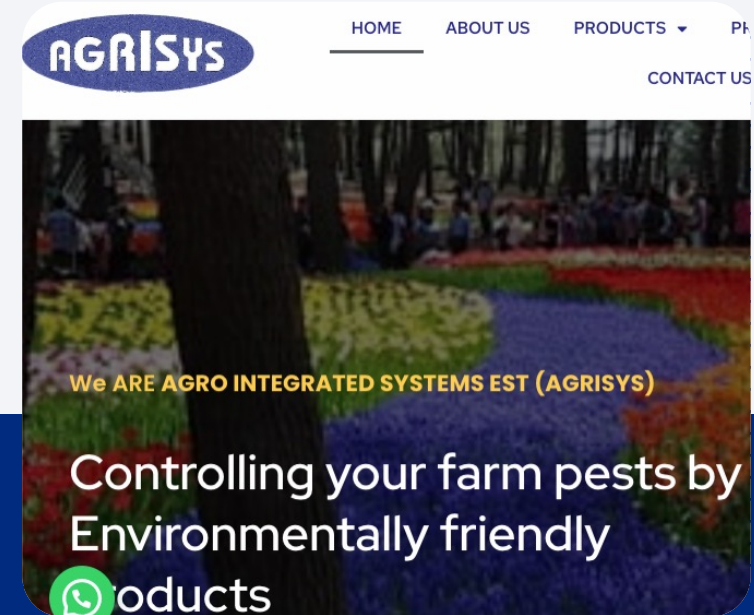 AGRISYS
HOME ABOUT US PRODUCTS
CONTACT US
We ARE AGRO INTEGRATED SYSTEMS EST (AGRISYS)
Controlling your farm pests by
Environmentally friendly
roducts